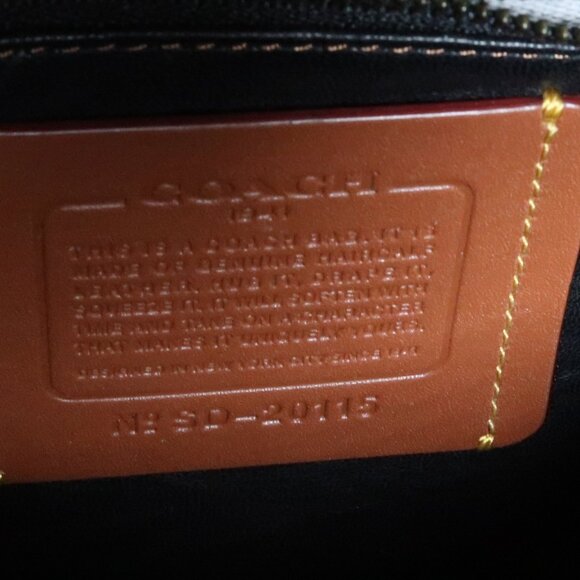 COACH
1941
THIS IS A COACH BAG. IT IS
MADE OF GENUINE HAIRCALF
LEATHER. HUG IT, DRAPE IT,
SQUEEZE IT. IT WILL SOFTEN WITH
TIME AND TAKE ON A CHARACTER
THAT MAKES IT UNIQUELY YOURS.
DESIGNED IN NEW YORK CITY SINCE 1941
Nº SD-20115